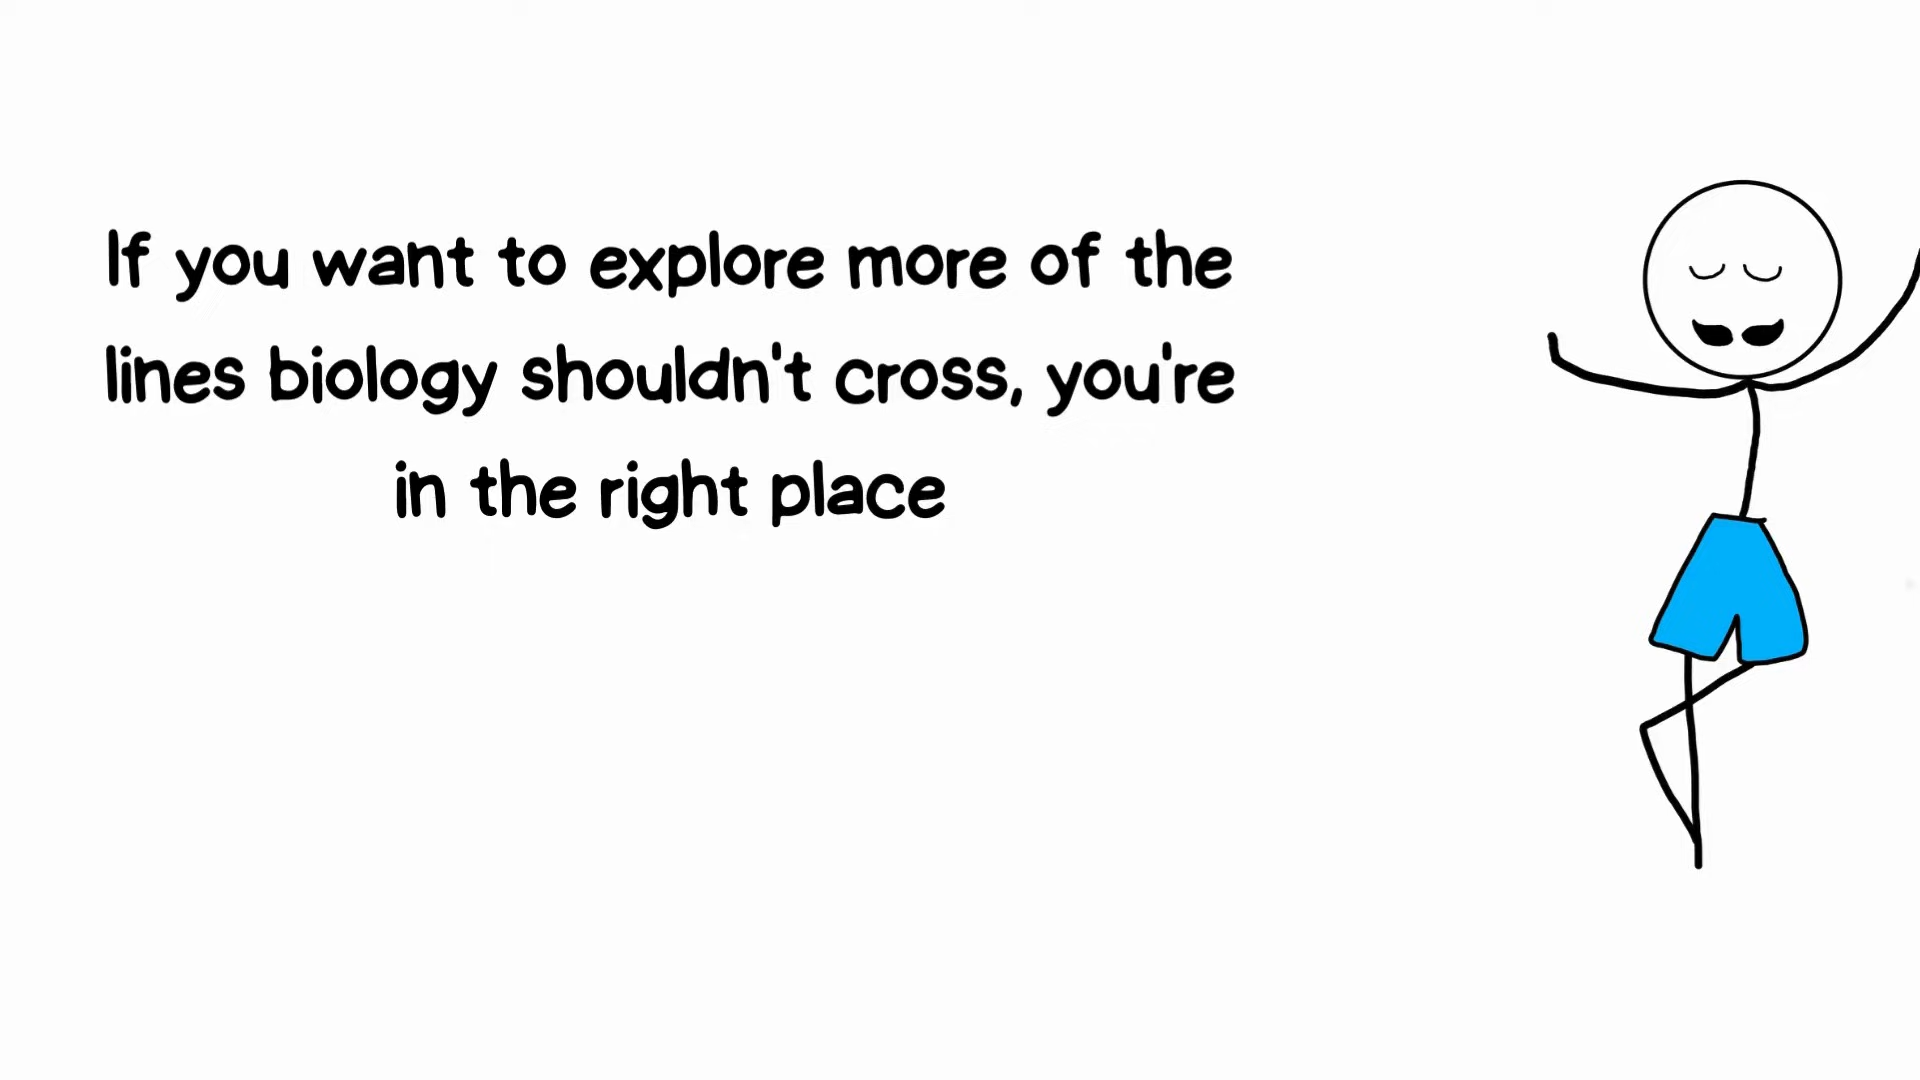 If you want to explore more of the
lines biology shouldn't cross, you're
in the right place